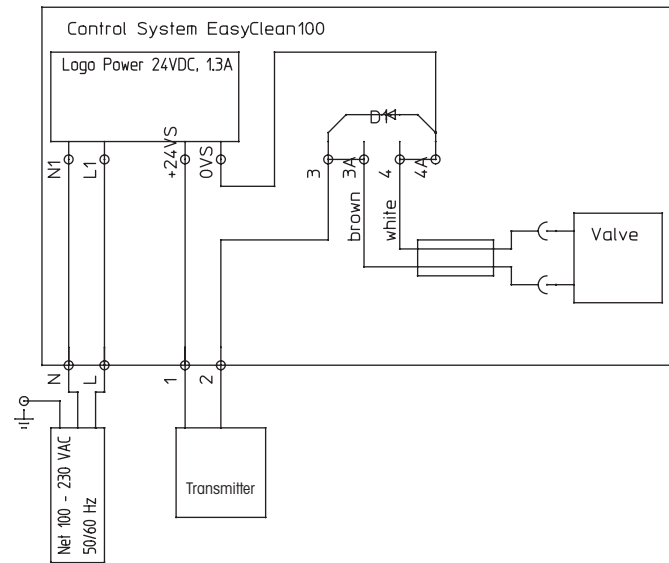 Control System EasyClean100
Logo Power 24VDC, 1.3A
D1
N1
L1
+24VS
0VS
3
3A
4
4A
brown
white
Valve
N
L
1
2
Net 100 - 230 VAC
50/60 Hz
Transmitter